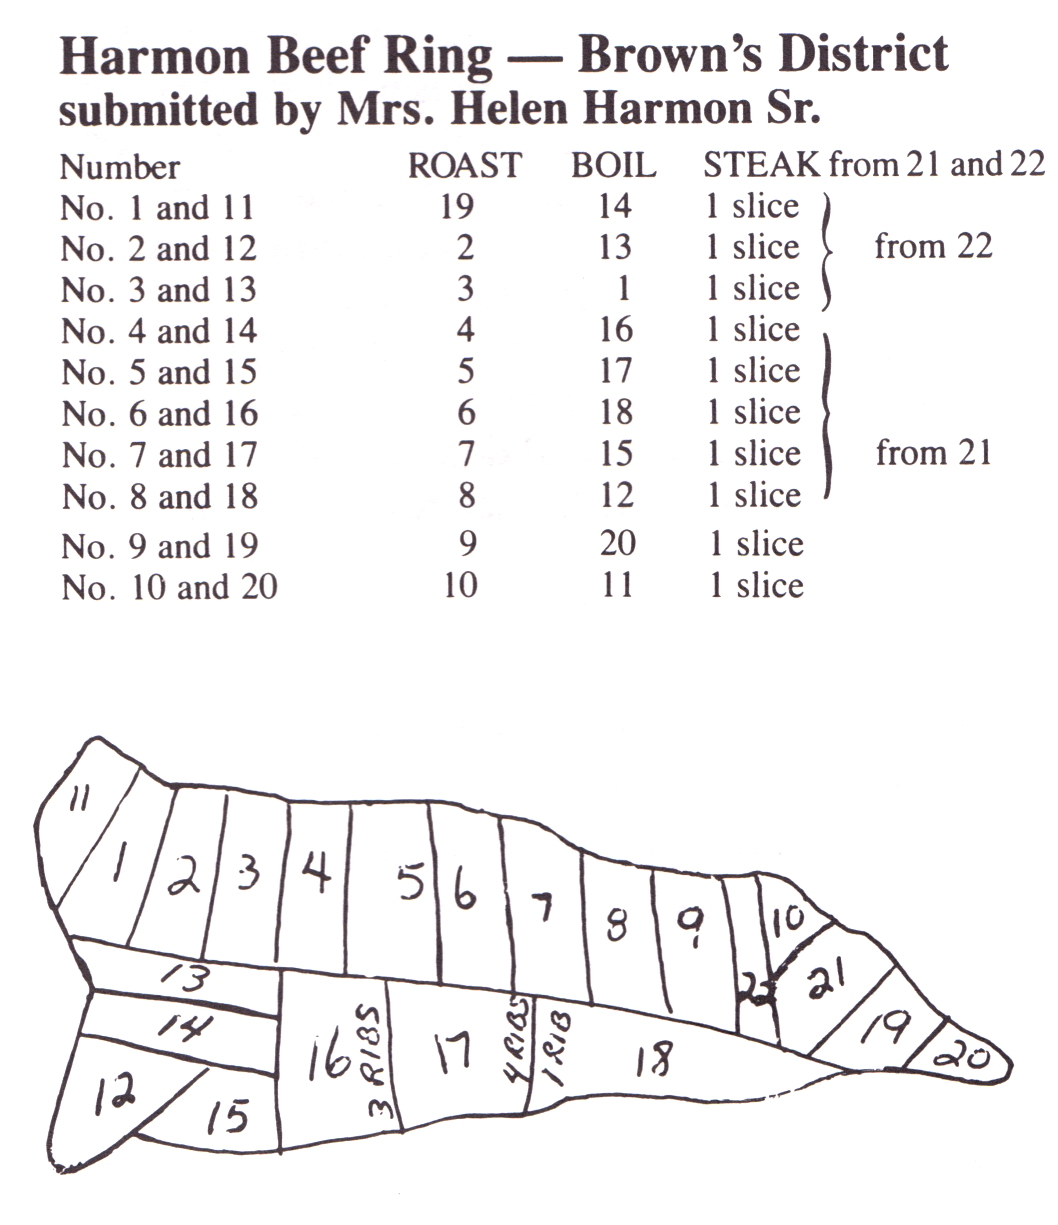 Harmon Beef Ring — Brown's District
submitted by Mrs. Helen Harmon Sr.
Number ROAST BOIL STEAK from 21 and 22
No. 1 and 11 19 14 1 slice
No. 2 and 12 2 13 1 slice from 22
No. 3 and 13 3 1 1 slice
No. 4 and 14 4 16 1 slice
No. 5 and 15 5 17 1 slice
No. 6 and 16 6 18 1 slice
No. 7 and 17 7 15 1 slice from 21
No. 8 and 18 8 12 1 slice
No. 9 and 19 9 20 1 slice
No. 10 and 20 10 11 1 slice
11 1 2 3 4 5 6 7 8 9 22 10 21 19 20
13
14
12 15 16 3 RIBS 17 4 RIBS 1 RIB 18